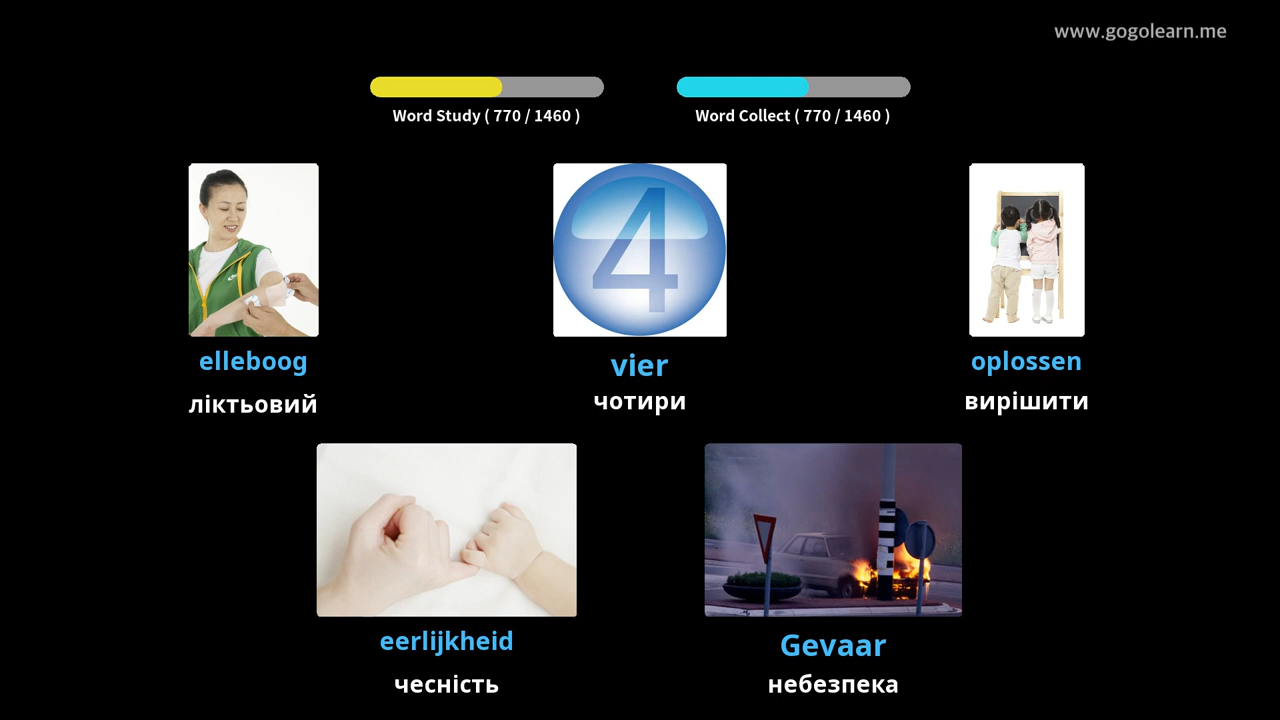 www.gogolearn.me
Word Study ( 770 / 1460 )
Word Collect ( 770 / 1460 )
4
elleboog
ліктьовий
vier
чотири
oplossen
вирішити
eerlijkheid
чесність
Gevaar
небезпека